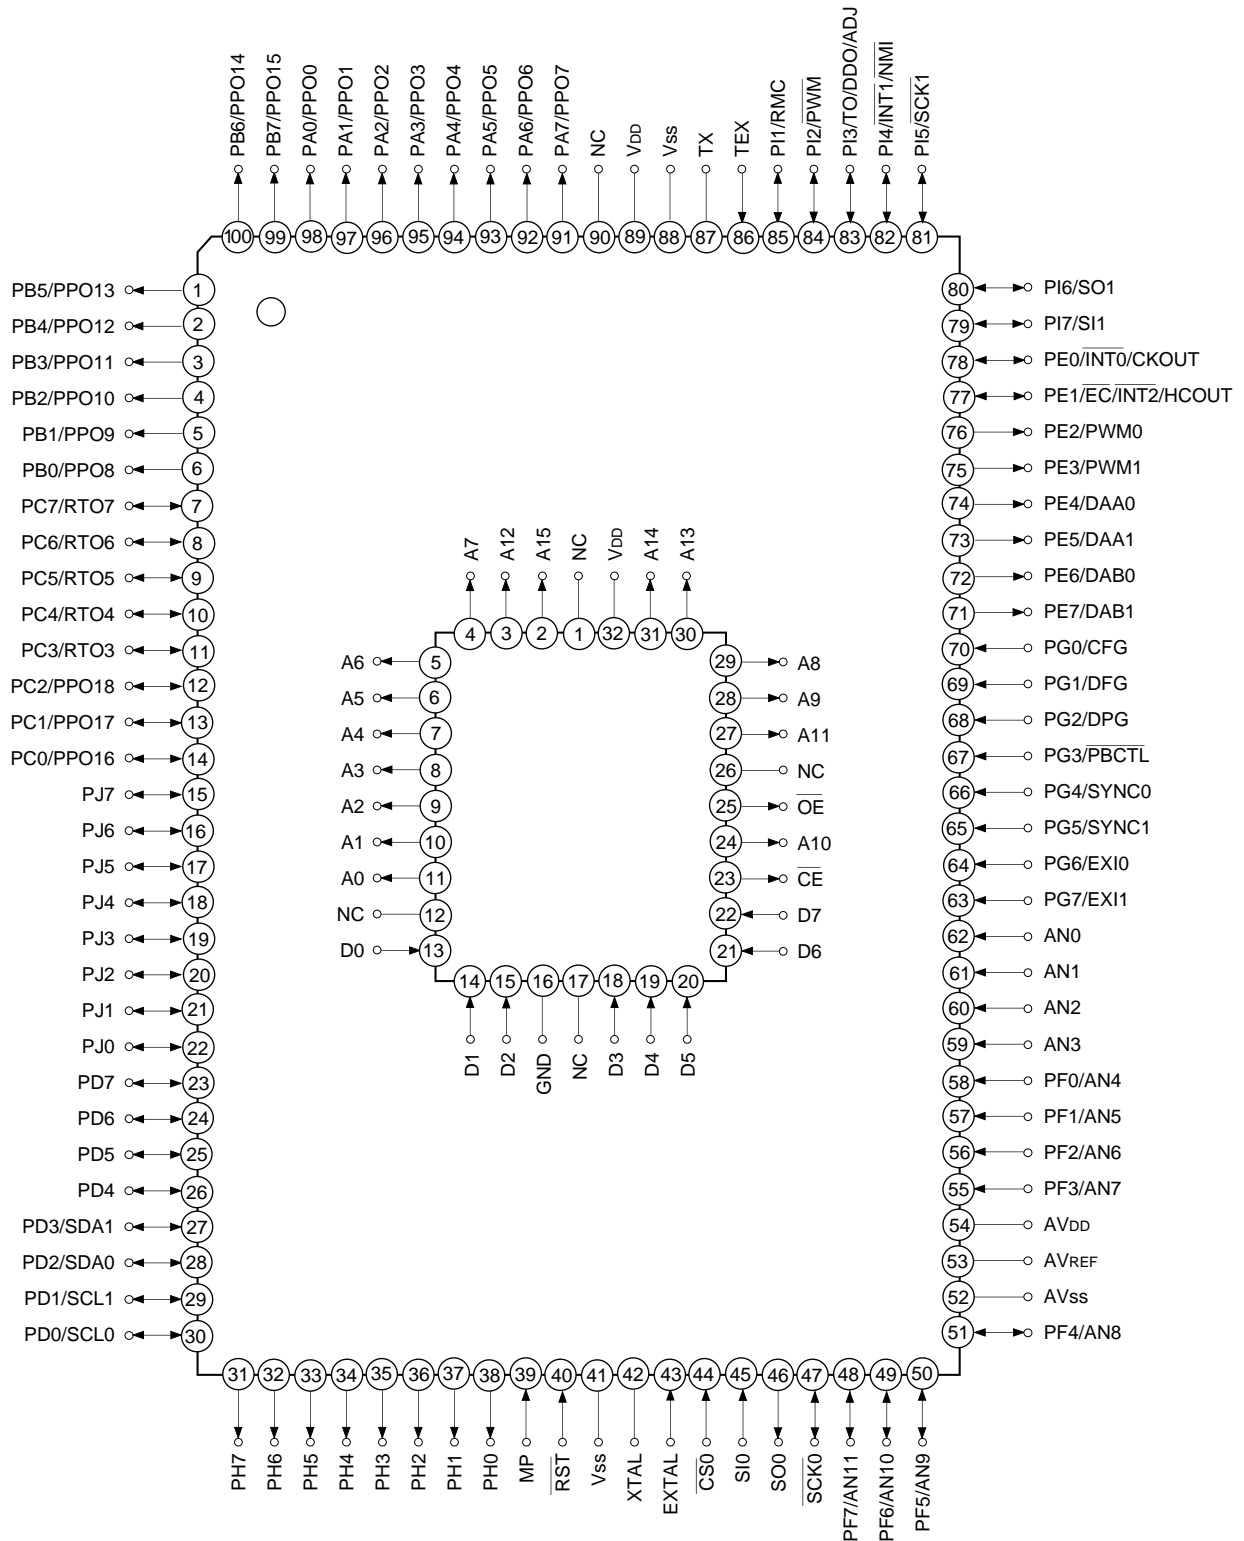 PB6/PPO14
PB7/PPO15
PA0/PPO0
PA1/PPO1
PA2/PPO2
PA3/PPO3
PA4/PPO4
PA5/PPO5
PA6/PPO6
PA7/PPO7
NC
VDD
Vss
TX
TEX
PI1/RMC
PI2/PWM
PI3/TO/DDO/ADJ
PI4/INT1/NMI
PI5/SCK1
100 99 98 97 96 95 94 93 92 91 90 89 88 87 86 85 84 83 82 81
PB5/PPO13 1
PB4/PPO12 2
PB3/PPO11 3
PB2/PPO10 4
PB1/PPO9 5
PB0/PPO8 6
PC7/RTO7 7
PC6/RTO6 8
PC5/RTO5 9
PC4/RTO4 10
PC3/RTO3 11
PC2/PPO18 12
PC1/PPO17 13
PC0/PPO16 14
PJ7 15
PJ6 16
PJ5 17
PJ4 18
PJ3 19
PJ2 20
PJ1 21
PJ0 22
PD7 23
PD6 24
PD5 25
PD4 26
PD3/SDA1 27
PD2/SDA0 28
PD1/SCL1 29
PD0/SCL0 30
A7
A12
A15
NC
VDD
A14
A13
4 3 2 1 32 31 30
A6 5
A5 6
A4 7
A3 8
A2 9
A1 10
A0 11
NC 12
D0 13
29 A8
28 A9
27 A11
26 NC
25 OE
24 A10
23 CE
22 D7
21 D6
14 15 16 17 18 19 20
D1
D2
GND
NC
D3
D4
D5
80 PI6/SO1
79 PI7/SI1
78 PE0/INT0/CKOUT
77 PE1/EC/INT2/HCOUT
76 PE2/PWM0
75 PE3/PWM1
74 PE4/DAA0
73 PE5/DAA1
72 PE6/DAB0
71 PE7/DAB1
70 PG0/CFG
69 PG1/DFG
68 PG2/DPG
67 PG3/PBCTL
66 PG4/SYNC0
65 PG5/SYNC1
64 PG6/EXI0
63 PG7/EXI1
62 AN0
61 AN1
60 AN2
59 AN3
58 PF0/AN4
57 PF1/AN5
56 PF2/AN6
55 PF3/AN7
54 AVDD
53 AVREF
52 AVss
51 PF4/AN8
31 32 33 34 35 36 37 38 39 40 41 42 43 44 45 46 47 48 49 50
PH7
PH6
PH5
PH4
PH3
PH2
PH1
PH0
MP
RST
Vss
XTAL
EXTAL
CS0
SI0
SO0
SCK0
PF7/AN11
PF6/AN10
PF5/AN9